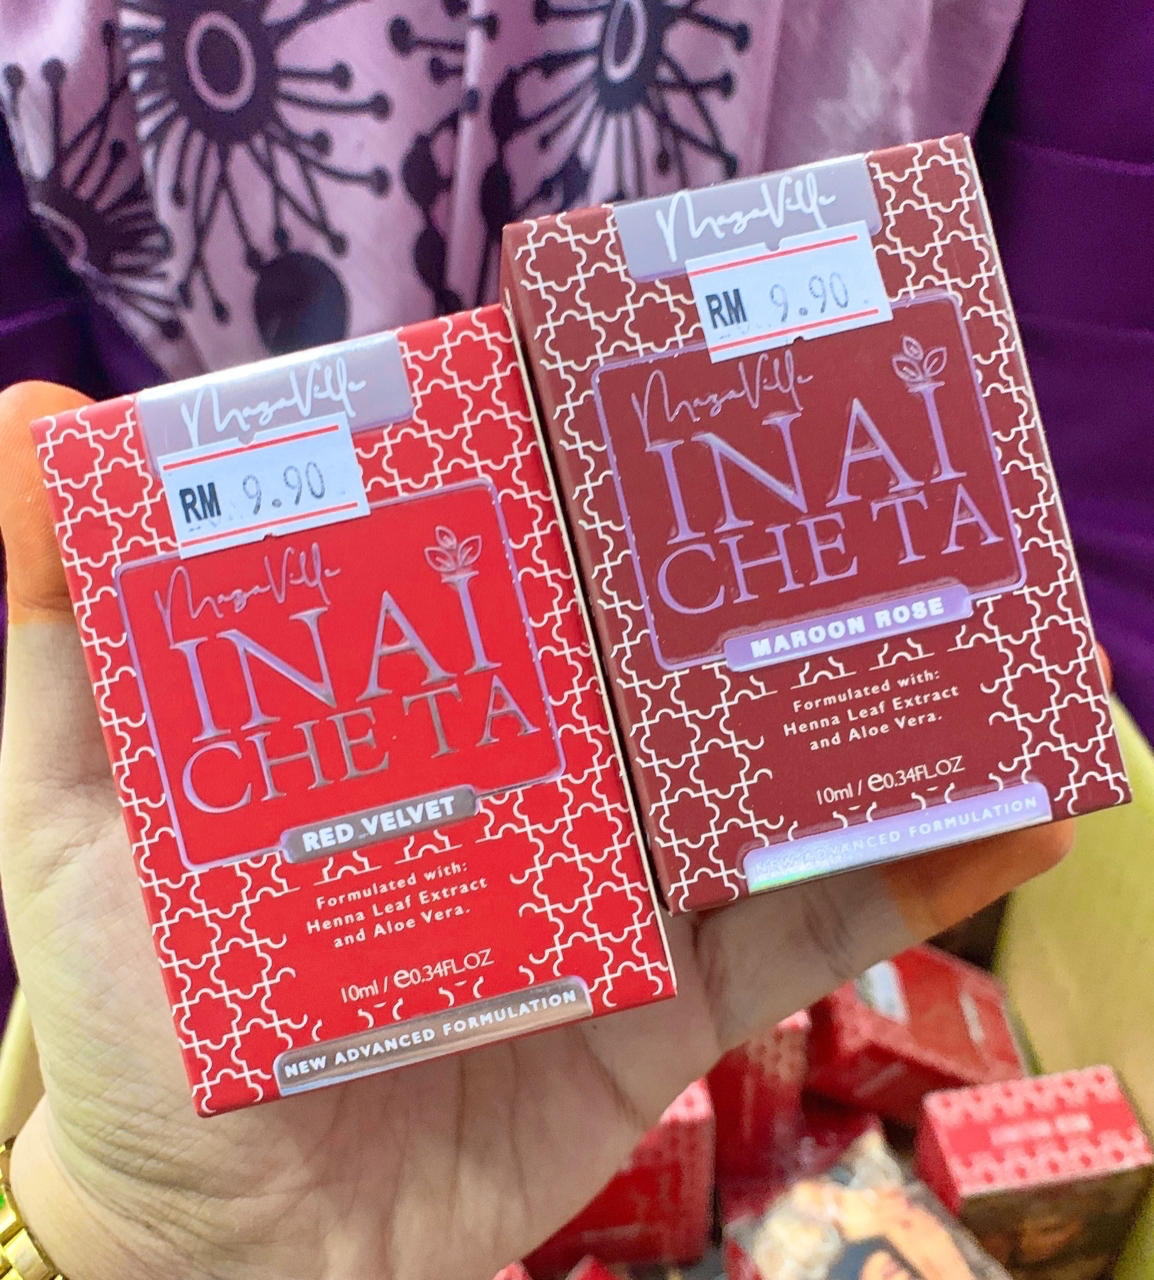 MazaVille
RM 9.90
MazaVille
INAI
CHE TA
RED VELVET
Formulated with:
Henna Leaf Extract
and Aloe Vera.
10ml / e0.34FL.OZ
NEW ADVANCED FORMULATION
MazaVille
RM 9.90
MazaVille
INAI
CHE TA
MAROON ROSE
Formulated with:
Henna Leaf Extract
and Aloe Vera.
10ml / e0.34FL.OZ
NEW ADVANCED FORMULATION